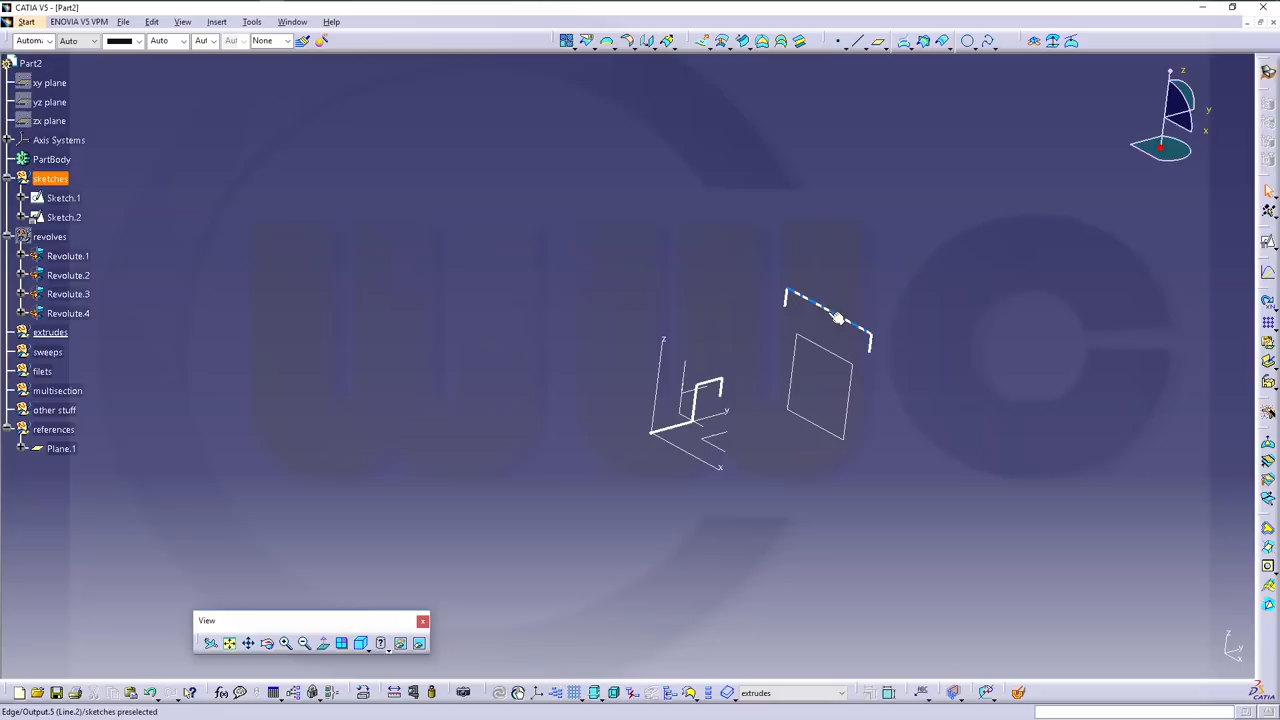 CATIA V5 - [Part2]
Start ENOVIA V5 VPM File Edit View Insert Tools Window Help
Autom Auto Auto Aut Aut None
Part2
xy plane
yz plane
zx plane
Axis Systems
PartBody
sketches
Sketch.1
Sketch.2
revolves
Revolute.1
Revolute.2
Revolute.3
Revolute.4
extrudes
sweeps
filets
multisection
other stuff
references
Plane.1
z
y
x
z
y
x
View
z
y
x
extrudes
CATIA
Edge/Output.5 (Line.2)/sketches preselected